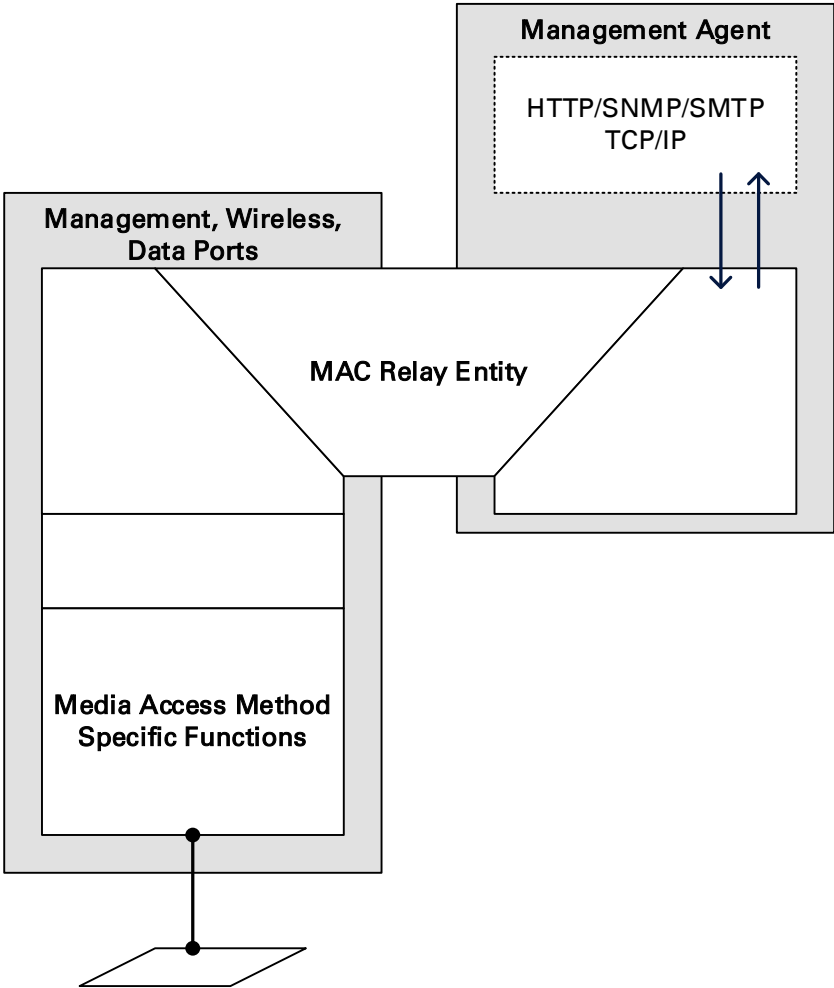 Management Agent
HTTP/SNMP/SMTP
TCP/IP
Management, Wireless,
Data Ports
MAC Relay Entity
Media Access Method
Specific Functions